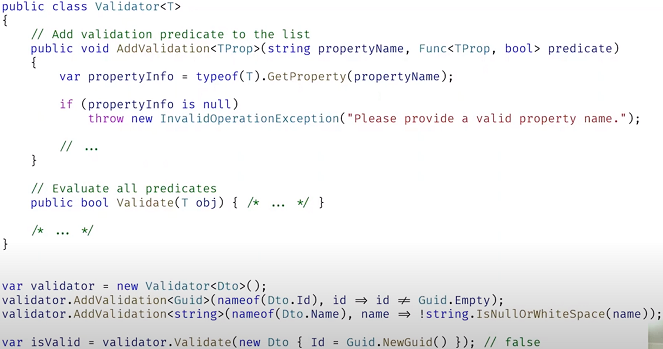 public class Validator<T>
{
    // Add validation predicate to the list
    public void AddValidation<TProp>(string propertyName, Func<TProp, bool> predicate)
    {
        var propertyInfo = typeof(T).GetProperty(propertyName);

        if (propertyInfo is null)
            throw new InvalidOperationException("Please provide a valid property name.");

        // ...
    }

    // Evaluate all predicates
    public bool Validate(T obj) { /* ... */ }

    /* ... */
}

var validator = new Validator<Dto>();
validator.AddValidation<Guid>(nameof(Dto.Id), id ⇒ id ≠ Guid.Empty);
validator.AddValidation<string>(nameof(Dto.Name), name ⇒ !string.IsNullOrWhiteSpace(name));

var isValid = validator.Validate(new Dto { Id = Guid.NewGuid() }); // false